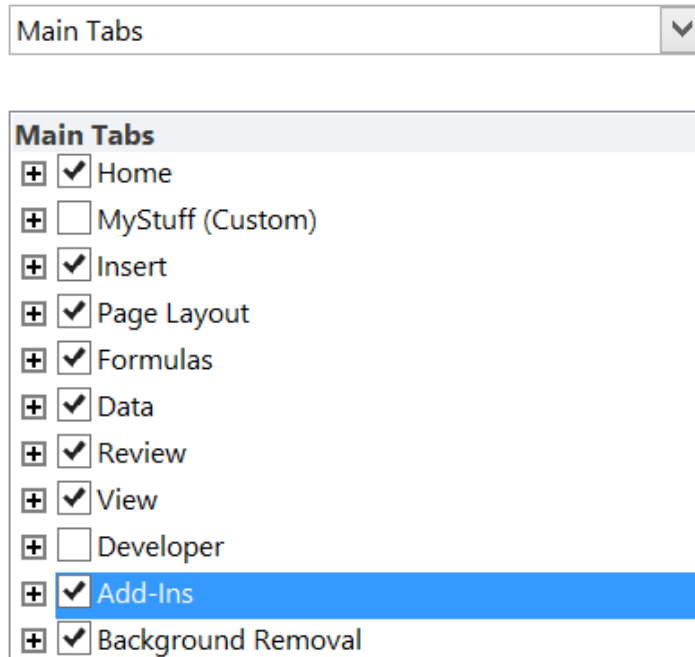 Main Tabs
Main Tabs
Home
MyStuff (Custom)
Insert
Page Layout
Formulas
Data
Review
View
Developer
Add-Ins
Background Removal